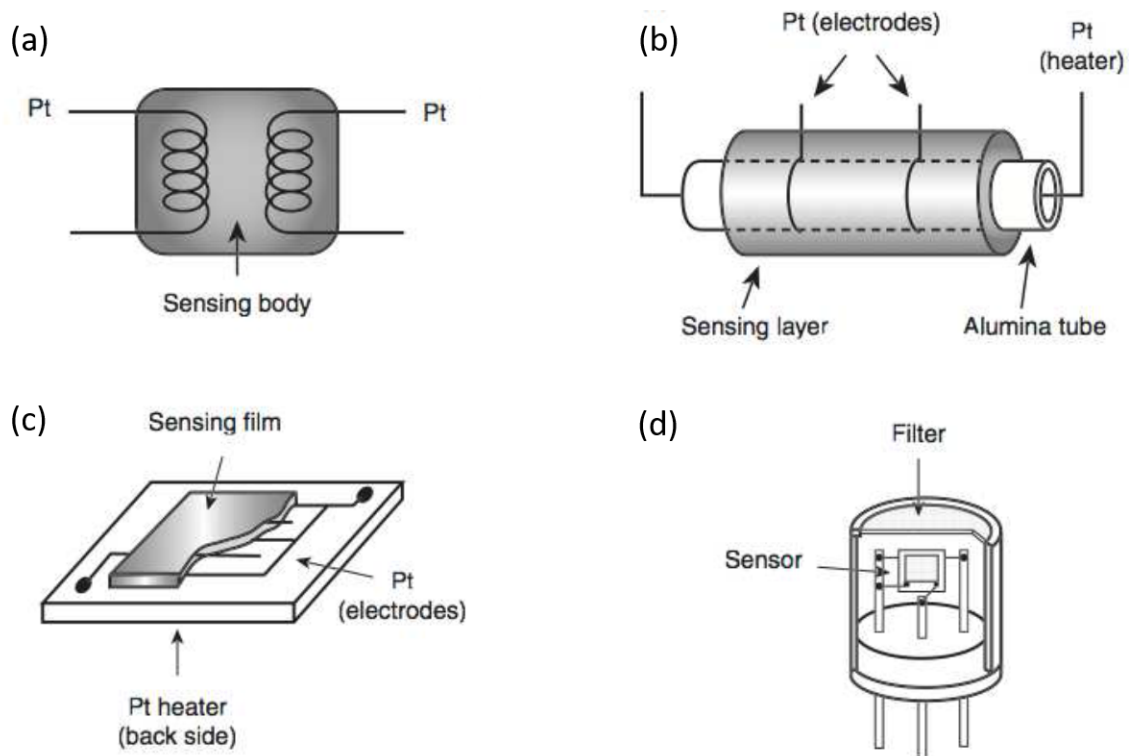 (a)
Pt
Pt
Sensing body
(b)
Pt (electrodes)
Pt
(heater)
Sensing layer
Alumina tube
(c)
Sensing film
Pt
(electrodes)
Pt heater
(back side)
(d)
Filter
Sensor